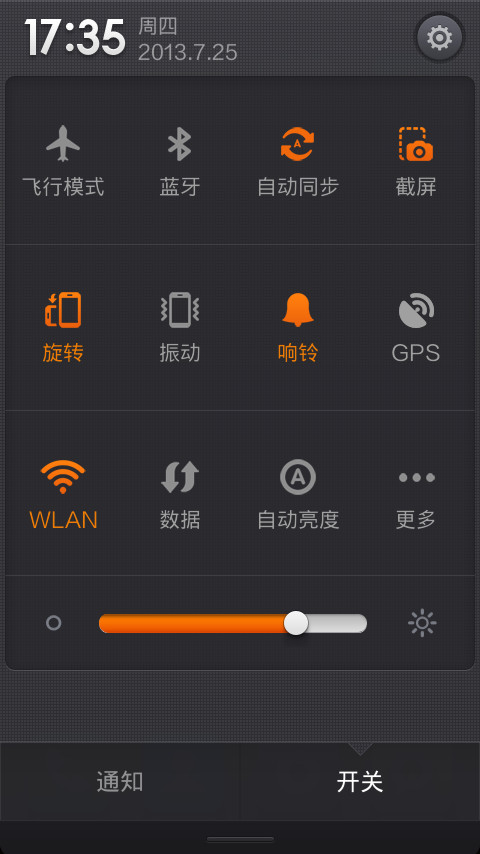 17:35
周四
2013.7.25
飞行模式
蓝牙
自动同步
截屏
旋转
振动
响铃
GPS
WLAN
数据
自动亮度
更多
通知
开关